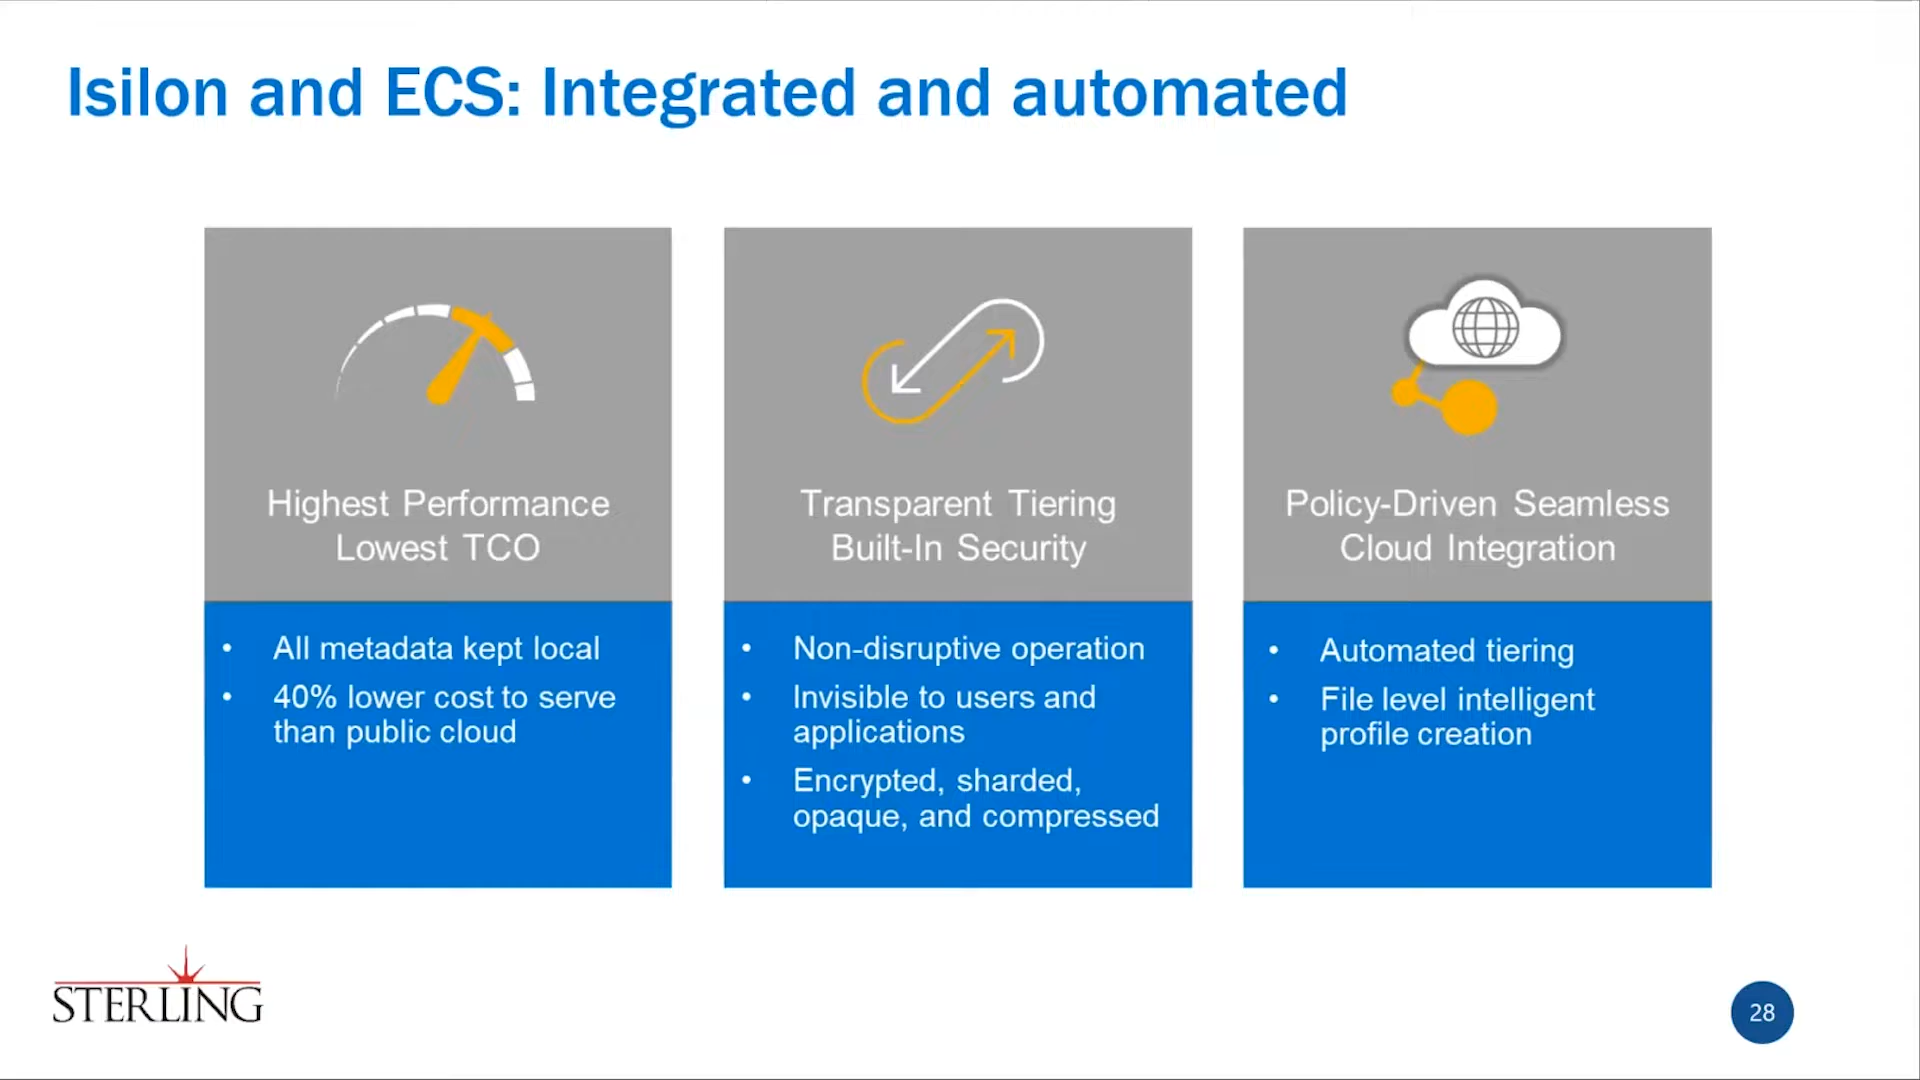 Isilon and ECS: Integrated and automated
Highest Performance
Lowest TCO
• All metadata kept local
• 40% lower cost to serve
than public cloud
Transparent Tiering
Built-In Security
• Non-disruptive operation
• Invisible to users and
applications
• Encrypted, sharded,
opaque, and compressed
Policy-Driven Seamless
Cloud Integration
• Automated tiering
• File level intelligent
profile creation
STERLING
28